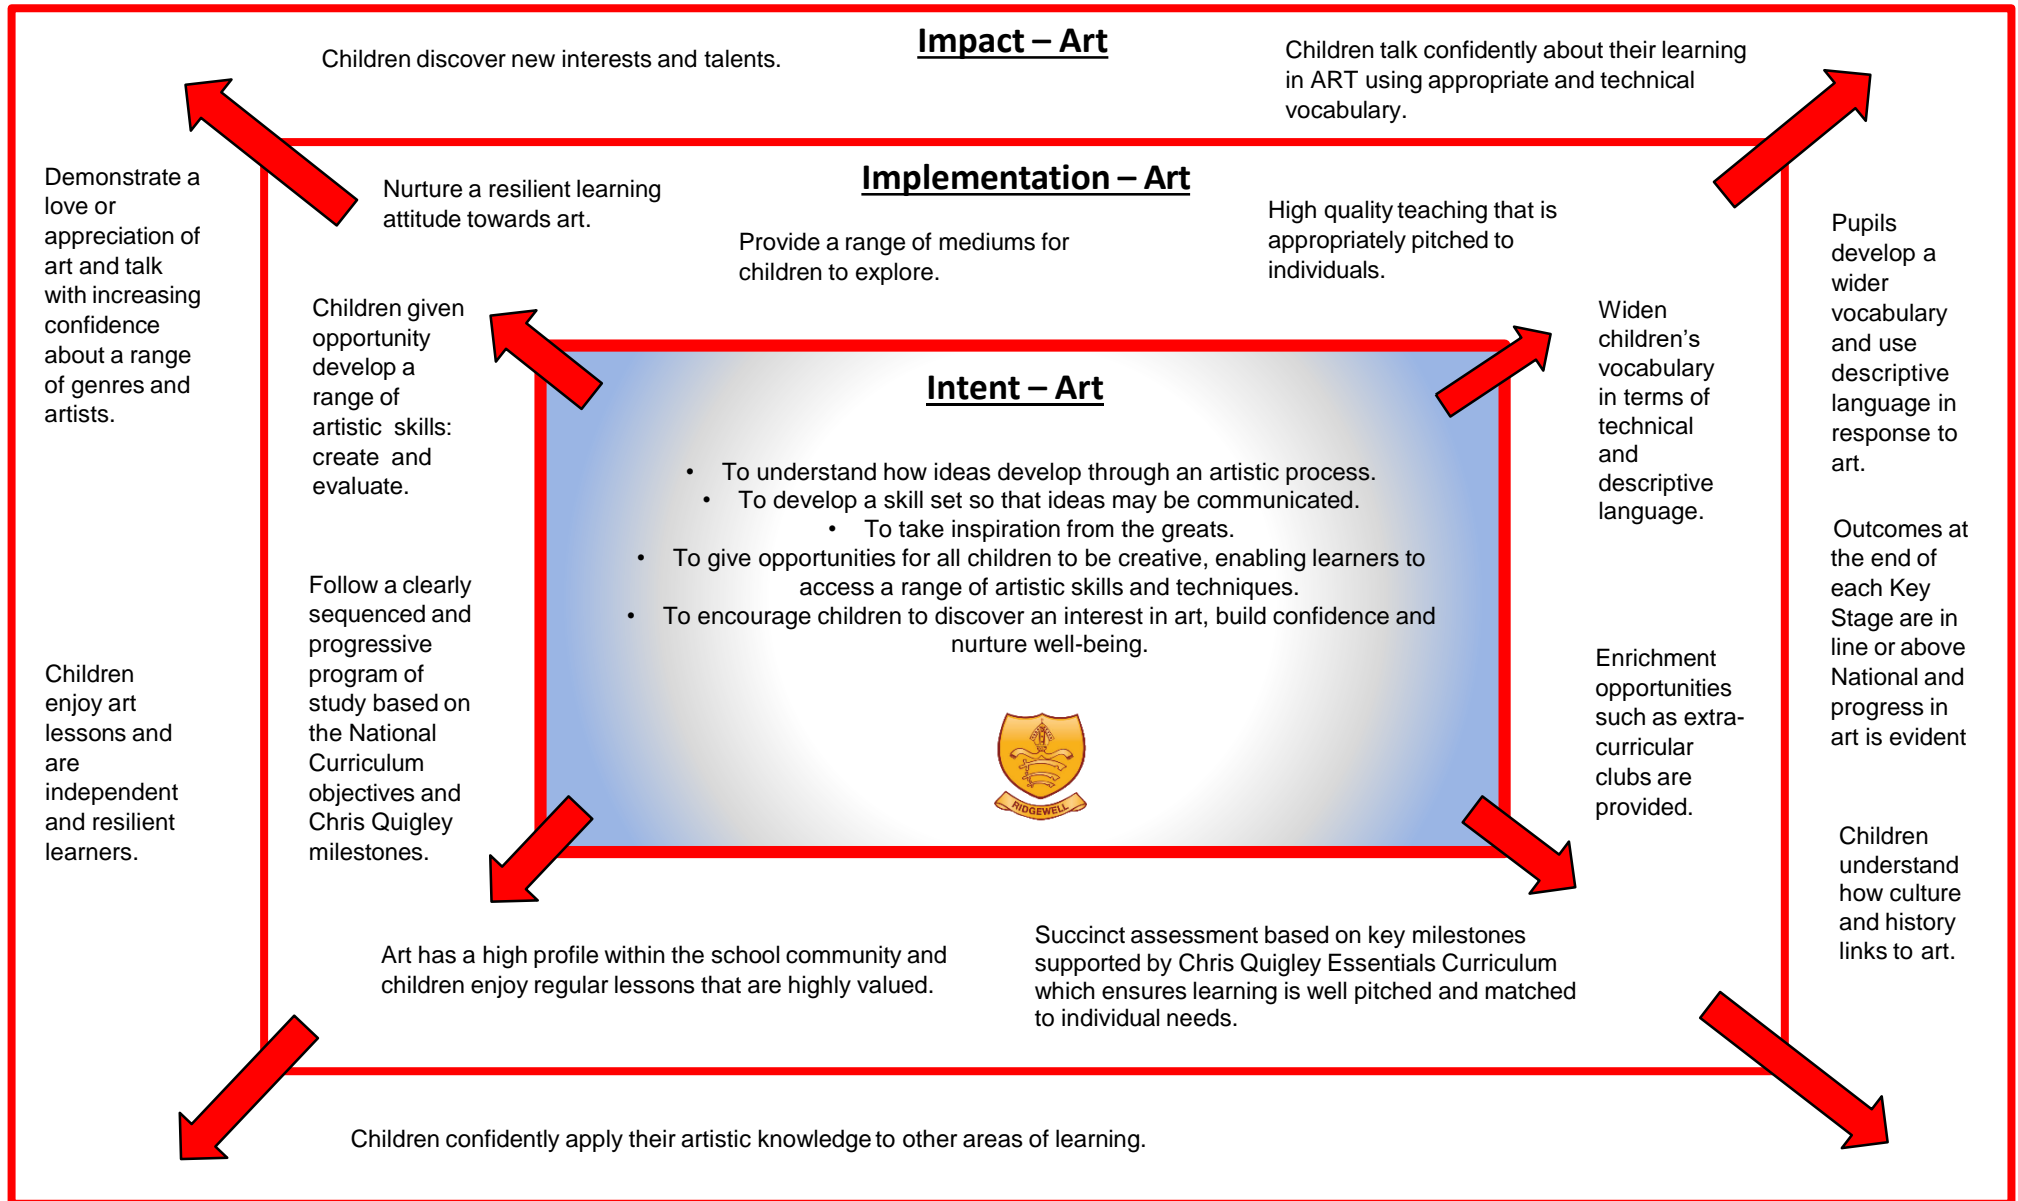 Impact – Art
Children discover new interests and talents.
Children talk confidently about their learning
in ART using appropriate and technical
vocabulary.
Demonstrate a
love or
appreciation of
art and talk
with increasing
confidence
about a range
of genres and
artists.
Children
enjoy art
lessons and
are
independent
and resilient
learners.
Implementation – Art
Nurture a resilient learning
attitude towards art.
Provide a range of mediums for
children to explore.
High quality teaching that is
appropriately pitched to
individuals.
Children given
opportunity
develop a
range of
artistic skills:
create and
evaluate.
Follow a clearly
sequenced and
progressive
program of
study based on
the National
Curriculum
objectives and
Chris Quigley
milestones.
Intent – Art
• To understand how ideas develop through an artistic process.
• To develop a skill set so that ideas may be communicated.
• To take inspiration from the greats.
• To give opportunities for all children to be creative, enabling learners to
access a range of artistic skills and techniques.
• To encourage children to discover an interest in art, build confidence and
nurture well-being.
RIDGEWELL
Widen
children’s
vocabulary
in terms of
technical
and
descriptive
language.
Enrichment
opportunities
such as extra-
curricular
clubs are
provided.
Art has a high profile within the school community and
children enjoy regular lessons that are highly valued.
Succinct assessment based on key milestones
supported by Chris Quigley Essentials Curriculum
which ensures learning is well pitched and matched
to individual needs.
Pupils
develop a
wider
vocabulary
and use
descriptive
language in
response to
art.
Outcomes at
the end of
each Key
Stage are in
line or above
National and
progress in
art is evident
Children
understand
how culture
and history
links to art.
Children confidently apply their artistic knowledge to other areas of learning.